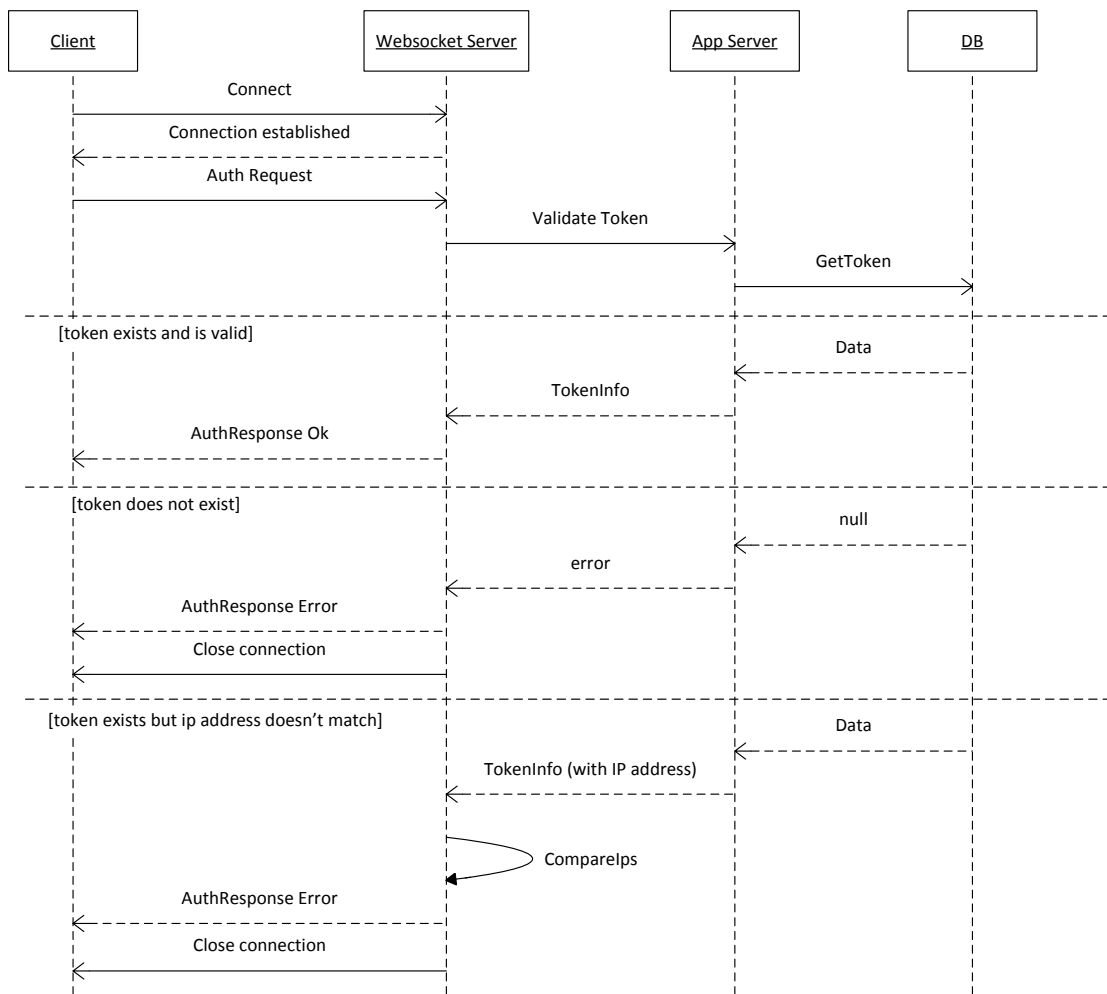 Client
Websocket Server
App Server
DB
Connect
Connection established
Auth Request
Validate Token
GetToken
[token exists and is valid]
Data
TokenInfo
AuthResponse Ok
[token does not exist]
null
error
AuthResponse Error
Close connection
[token exists but ip address doesn’t match]
Data
TokenInfo (with IP address)
CompareIps
AuthResponse Error
Close connection